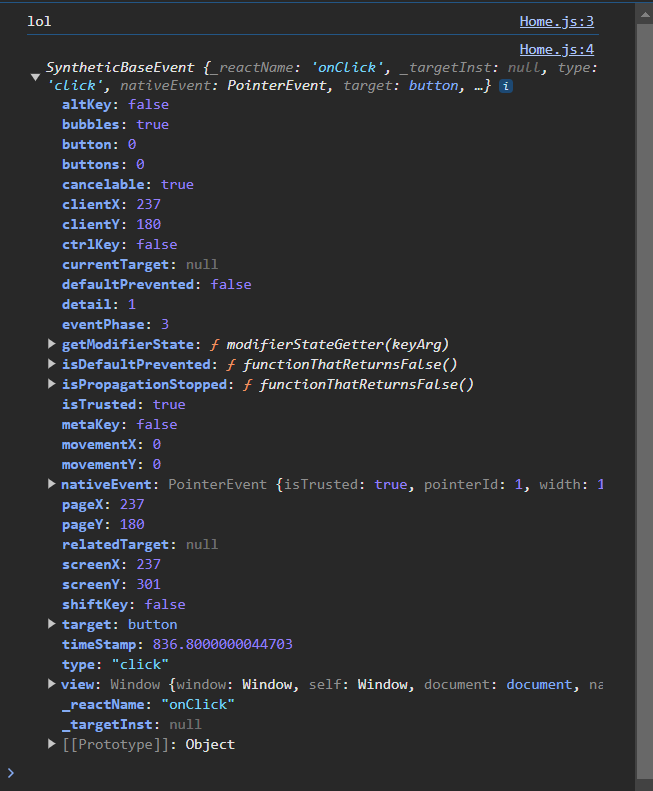 lol Home.js:3
Home.js:4
SyntheticBaseEvent {_reactName: 'onClick', _targetInst: null, type:
'click', nativeEvent: PointerEvent, target: button, …} i
altKey: false
bubbles: true
button: 0
buttons: 0
cancelable: true
clientX: 237
clientY: 180
ctrlKey: false
currentTarget: null
defaultPrevented: false
detail: 1
eventPhase: 3
getModifierState: ƒ modifierStateGetter(keyArg)
isDefaultPrevented: ƒ functionThatReturnsFalse()
isPropagationStopped: ƒ functionThatReturnsFalse()
isTrusted: true
metaKey: false
movementX: 0
movementY: 0
nativeEvent: PointerEvent {isTrusted: true, pointerId: 1, width: 1
pageX: 237
pageY: 180
relatedTarget: null
screenX: 237
screenY: 301
shiftKey: false
target: button
timeStamp: 836.8000000044703
type: "click"
view: Window {window: Window, self: Window, document: document, na
_reactName: "onClick"
_targetInst: null
[[Prototype]]: Object